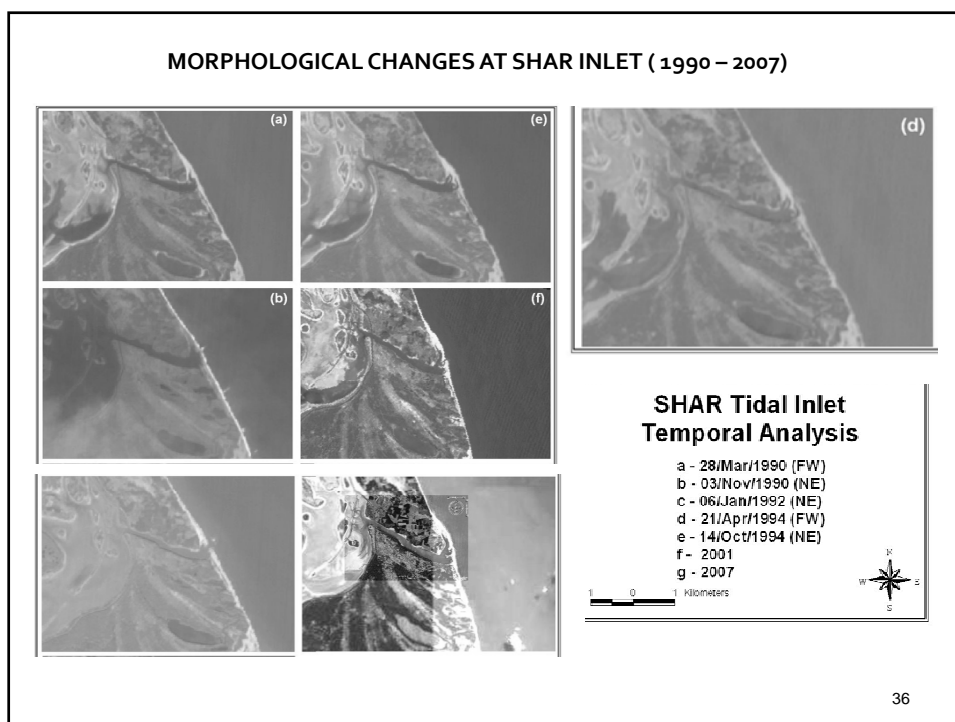 MORPHOLOGICAL CHANGES AT SHAR INLET ( 1990 – 2007)
(a)
(e)
(d)
(b)
(f)
SHAR Tidal Inlet
Temporal Analysis
a - 28/Mar/1990 (FW)
b - 03/Nov/1990 (NE)
c - 06/Jan/1992 (NE)
d - 21/Apr/1994 (FW)
e - 14/Oct/1994 (NE)
f - 2001
g - 2007
1 0 1 Kilometers
N
W E
S
36